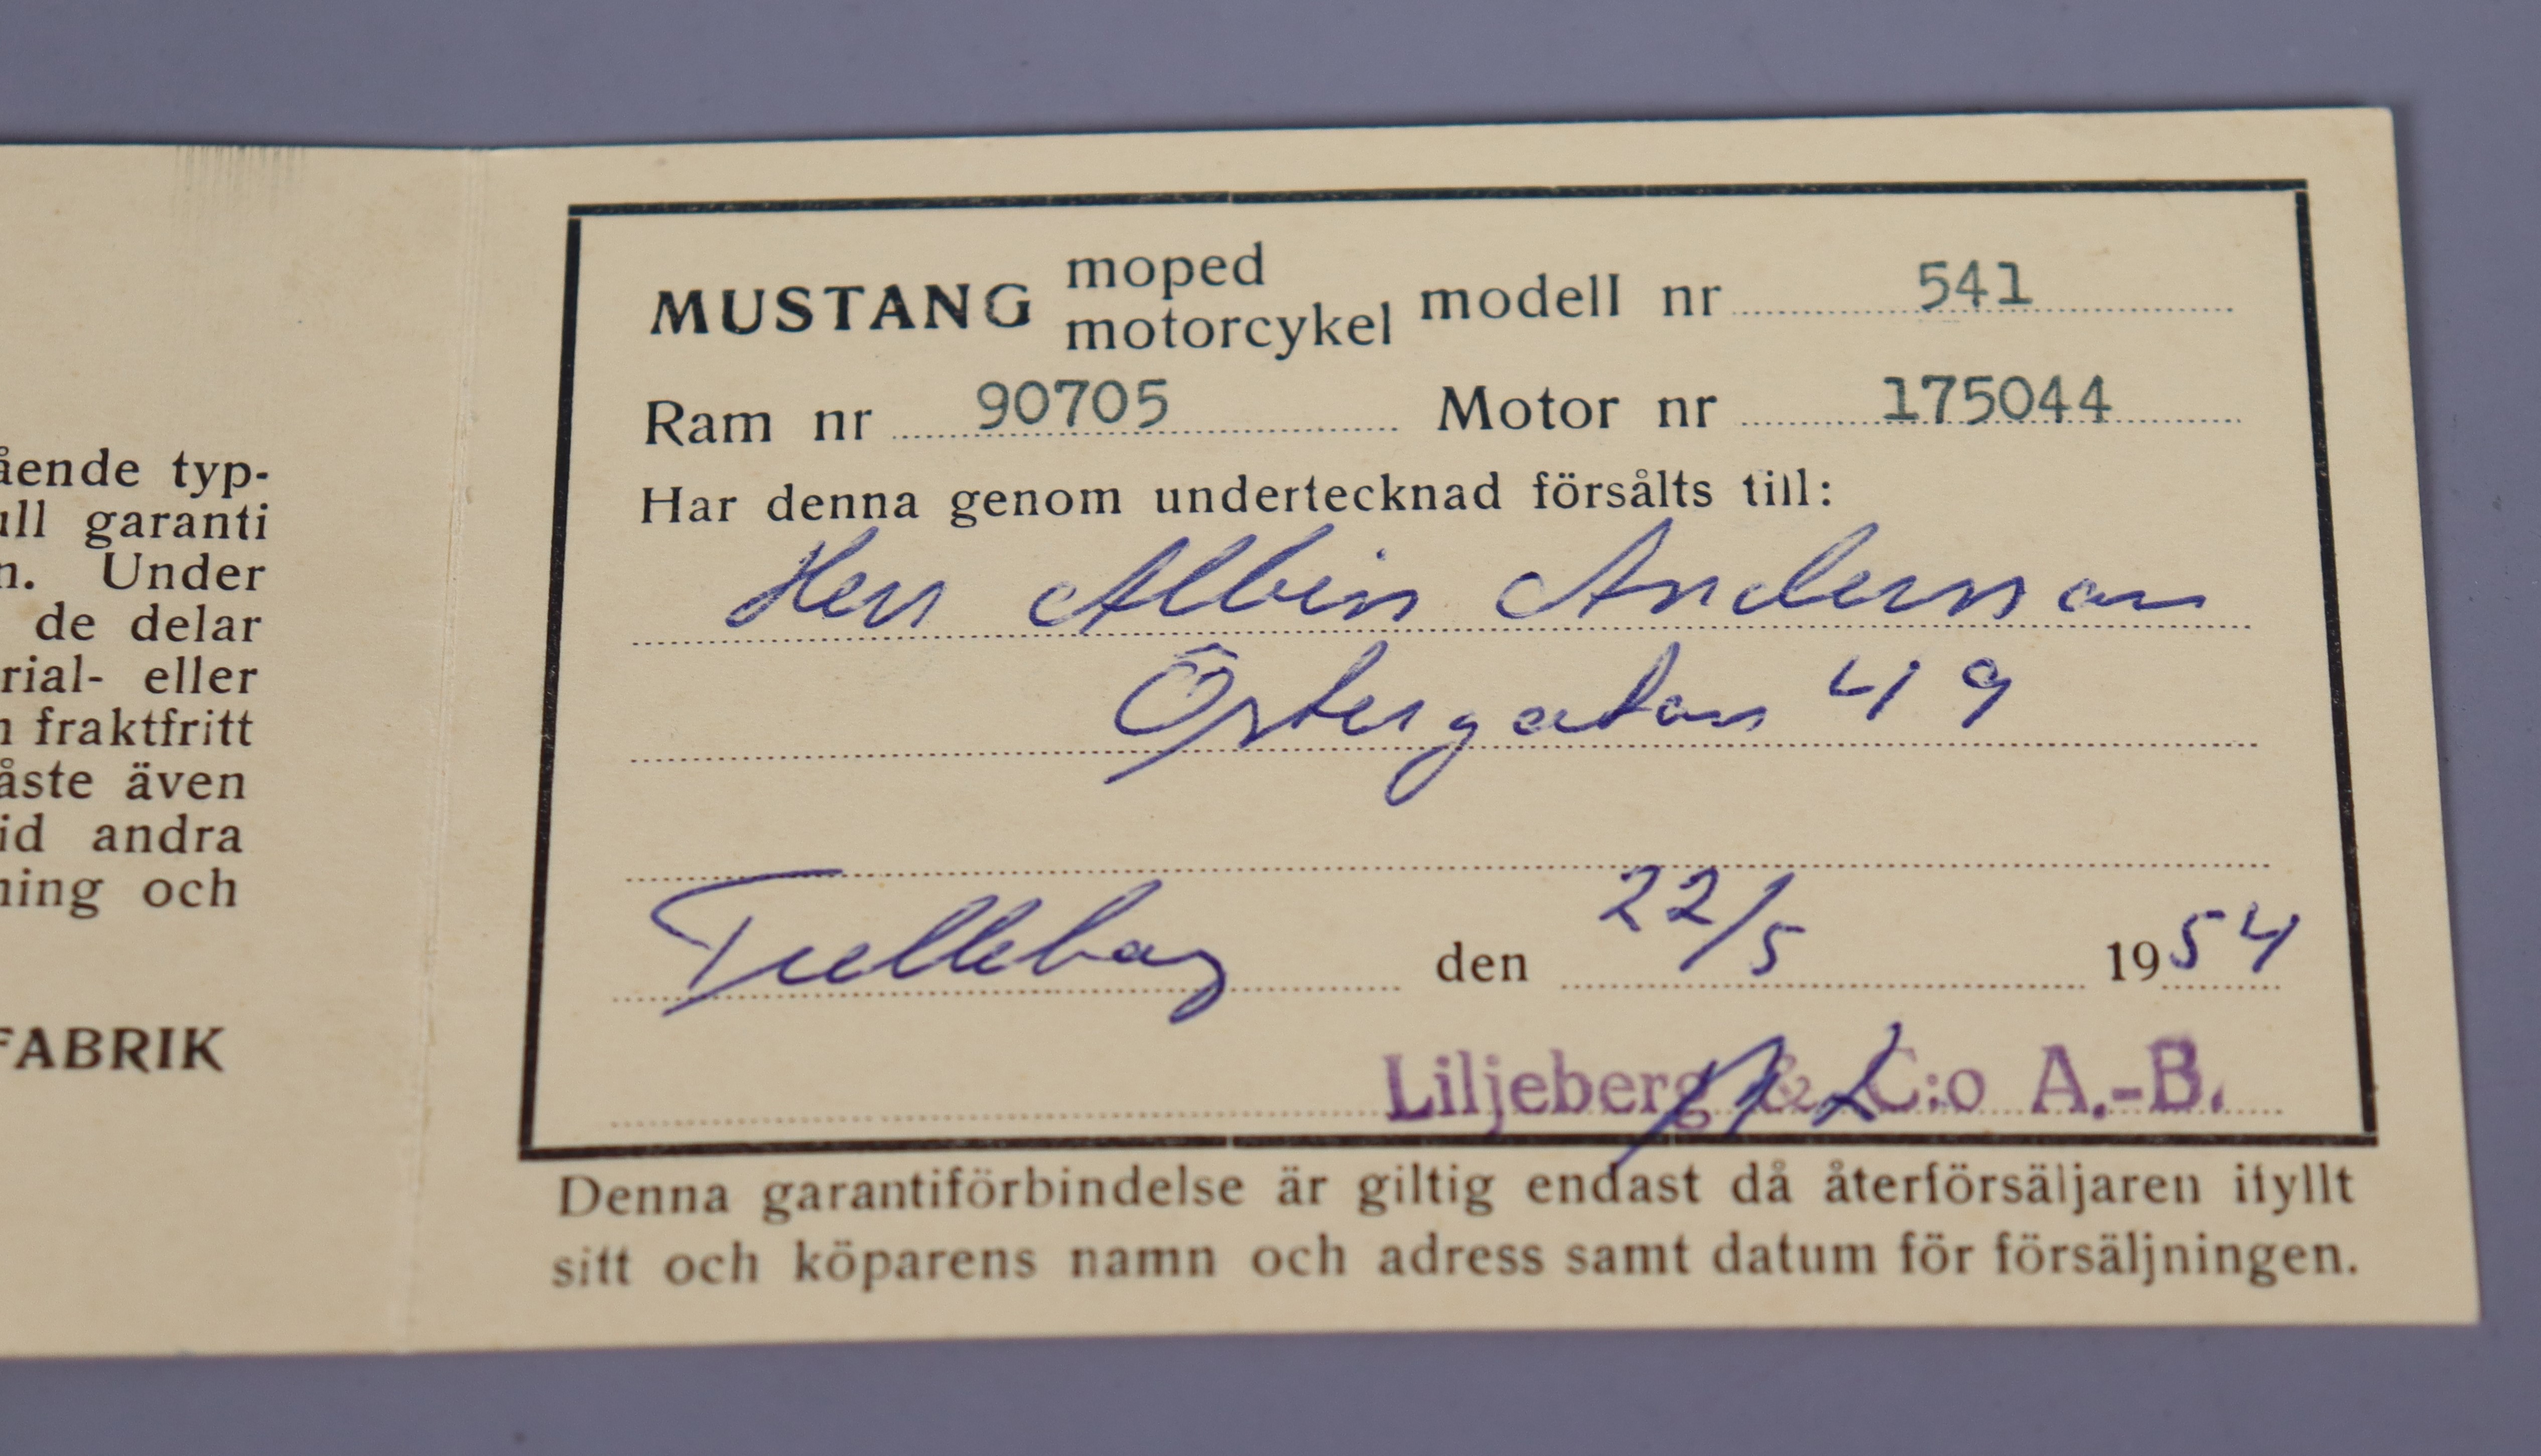 ående typ-
ull garanti
n. Under
de delar
rial- eller
n fraktfritt
åste även
id andra
ning och
FABRIK
MUSTANG moped motorcykel modell nr 541
Ram nr 90705 Motor nr 175044
Har denna genom undertecknad försålts till:
Herr Albin Andersson
Östergatan 49
Trelleborg den 22/5 1954
Liljeberg & C:o A.-B.
Denna garantiförbindelse är giltig endast då återförsäljaren ifyllt
sitt och köparens namn och adress samt datum för försäljningen.